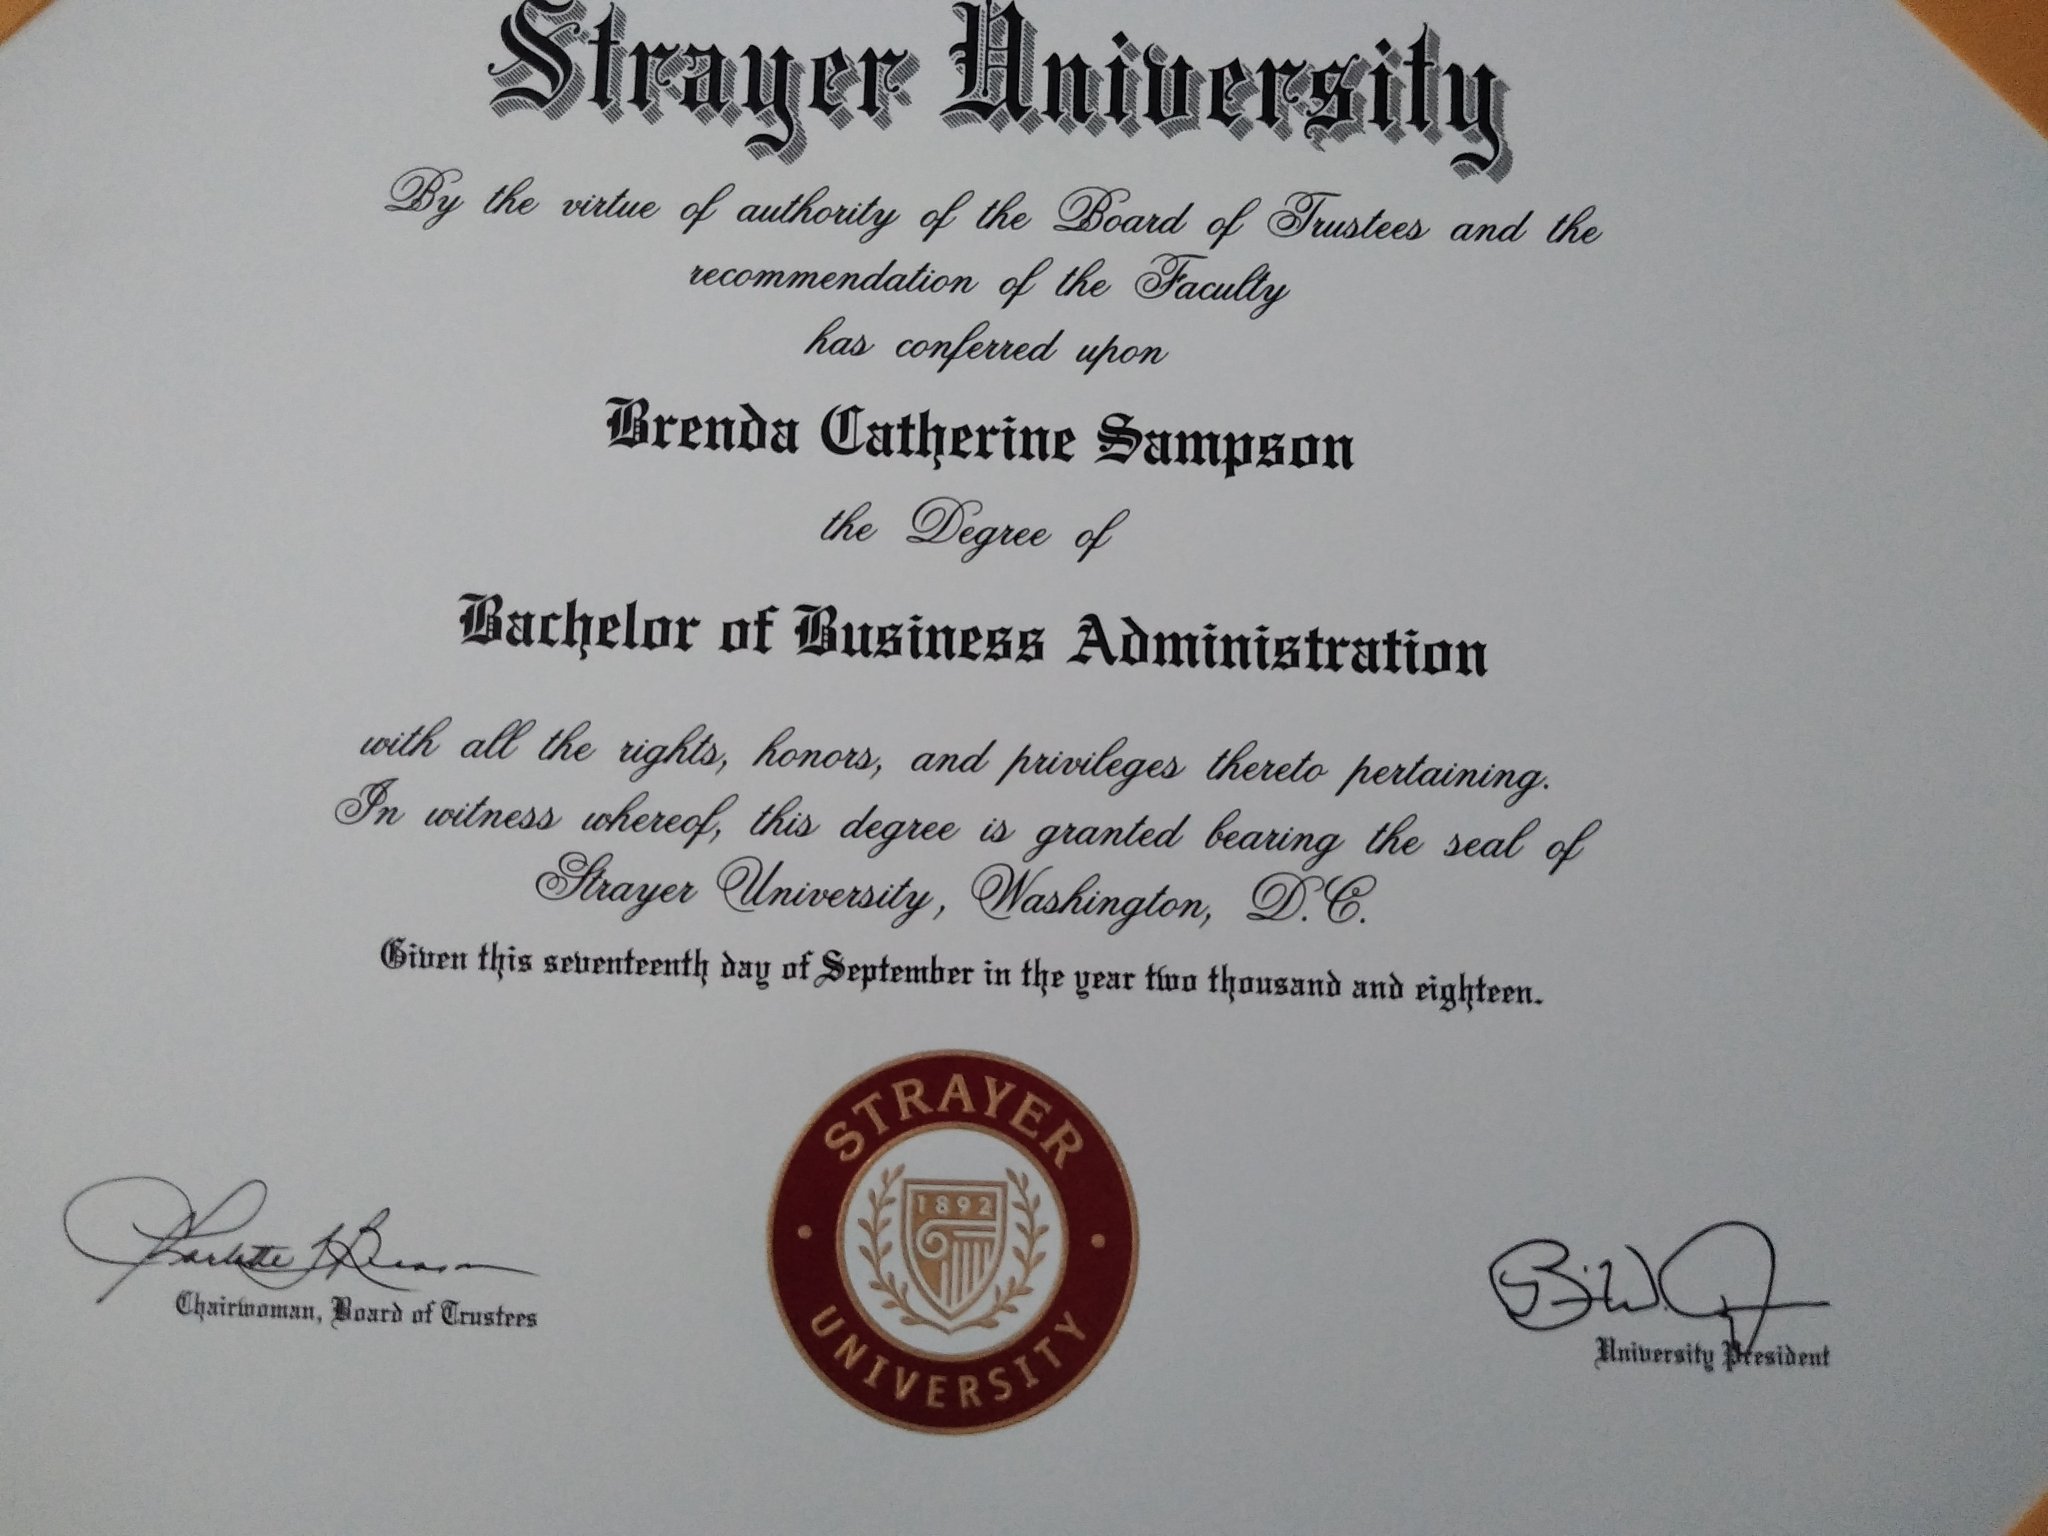 Strayer University
By the virtue of authority of the Board of Trustees and the
recommendation of the Faculty
has conferred upon
Brenda Catherine Sampson
the Degree of
Bachelor of Business Administration
with all the rights, honors, and privileges thereto pertaining.
In witness whereof, this degree is granted bearing the seal of
Strayer University, Washington, D.C.
Given this seventeenth day of September in the year two thousand and eighteen.
STRAYER
1892
UNIVERSITY
Chairwoman, Board of Trustees
University President